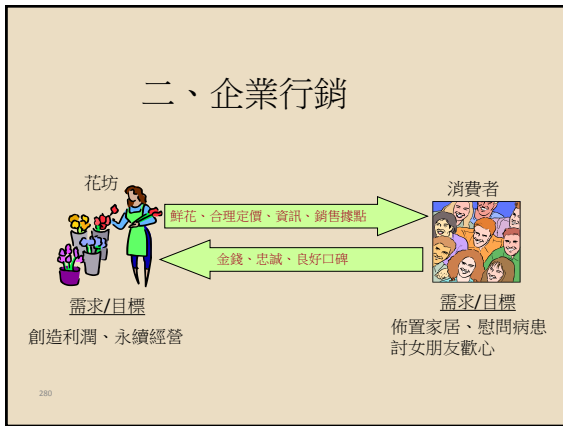 二、企業行銷
花坊
消費者
鮮花、合理定價、資訊、銷售據點
金錢、忠誠、良好口碑
需求/目標
創造利潤、永續經營
需求/目標
佈置家居、慰問病患
討女朋友歡心
280